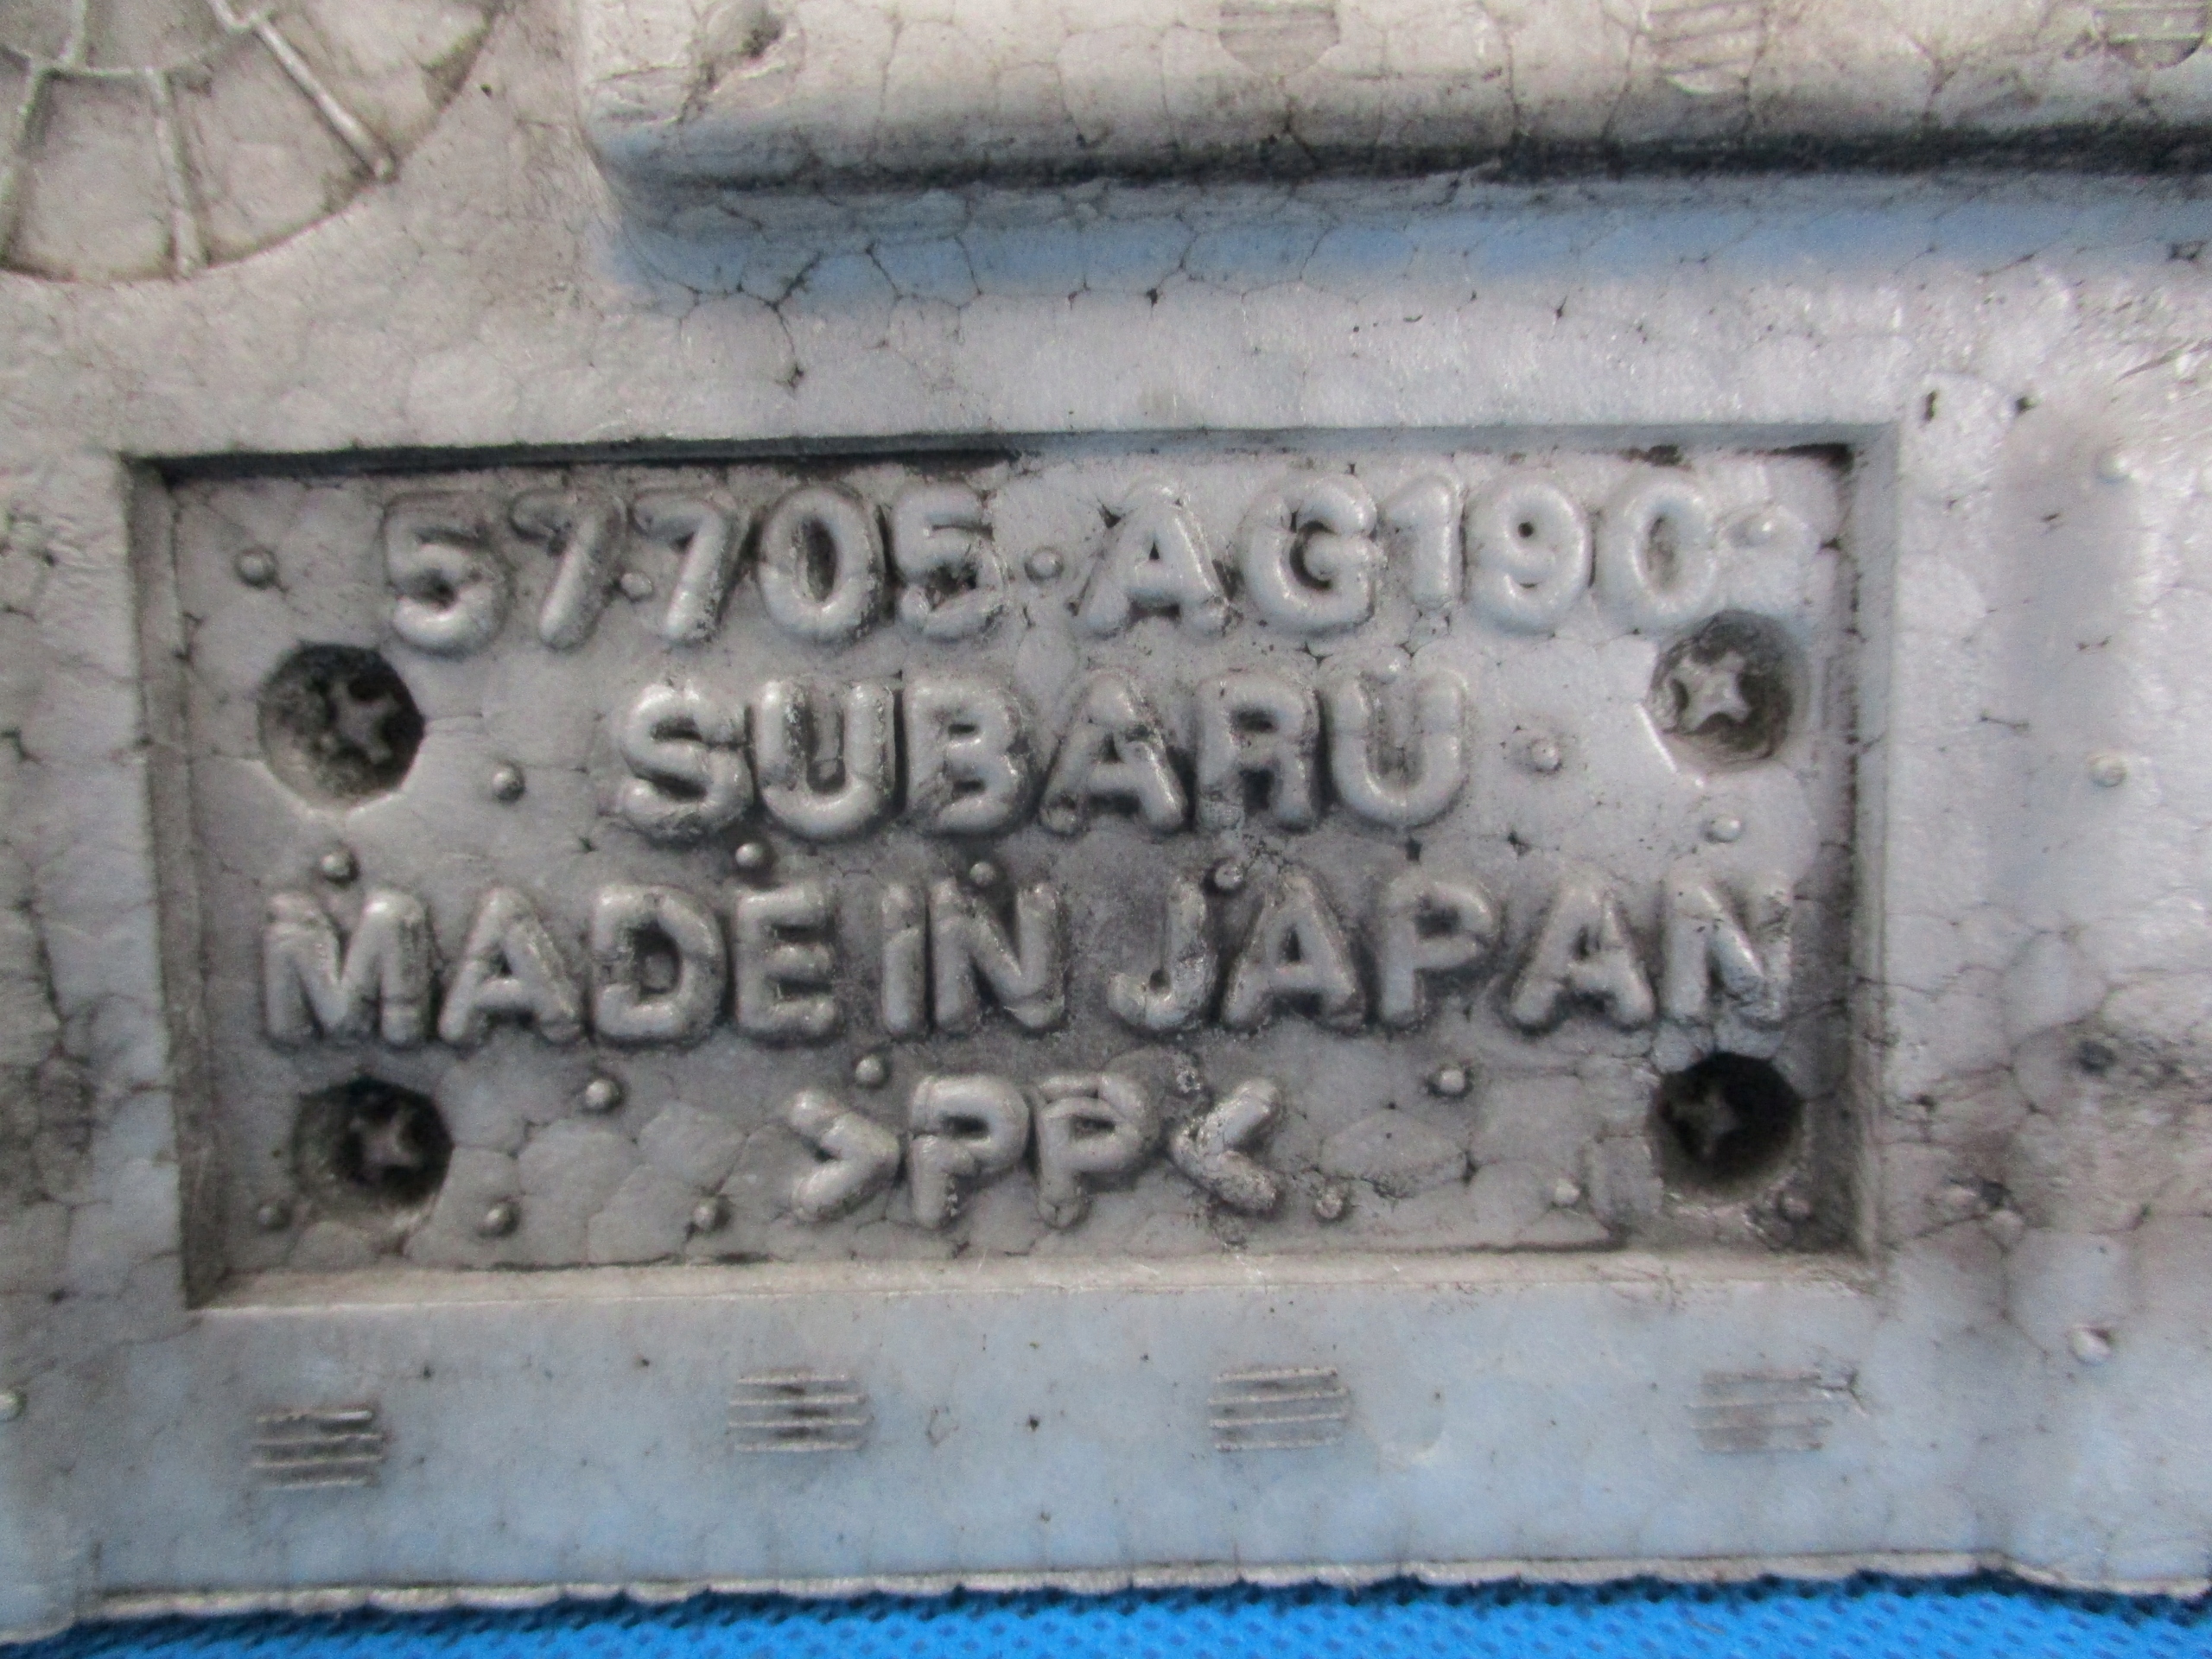 57705 AG190
SUBARU
MADE IN JAPAN
>PP<